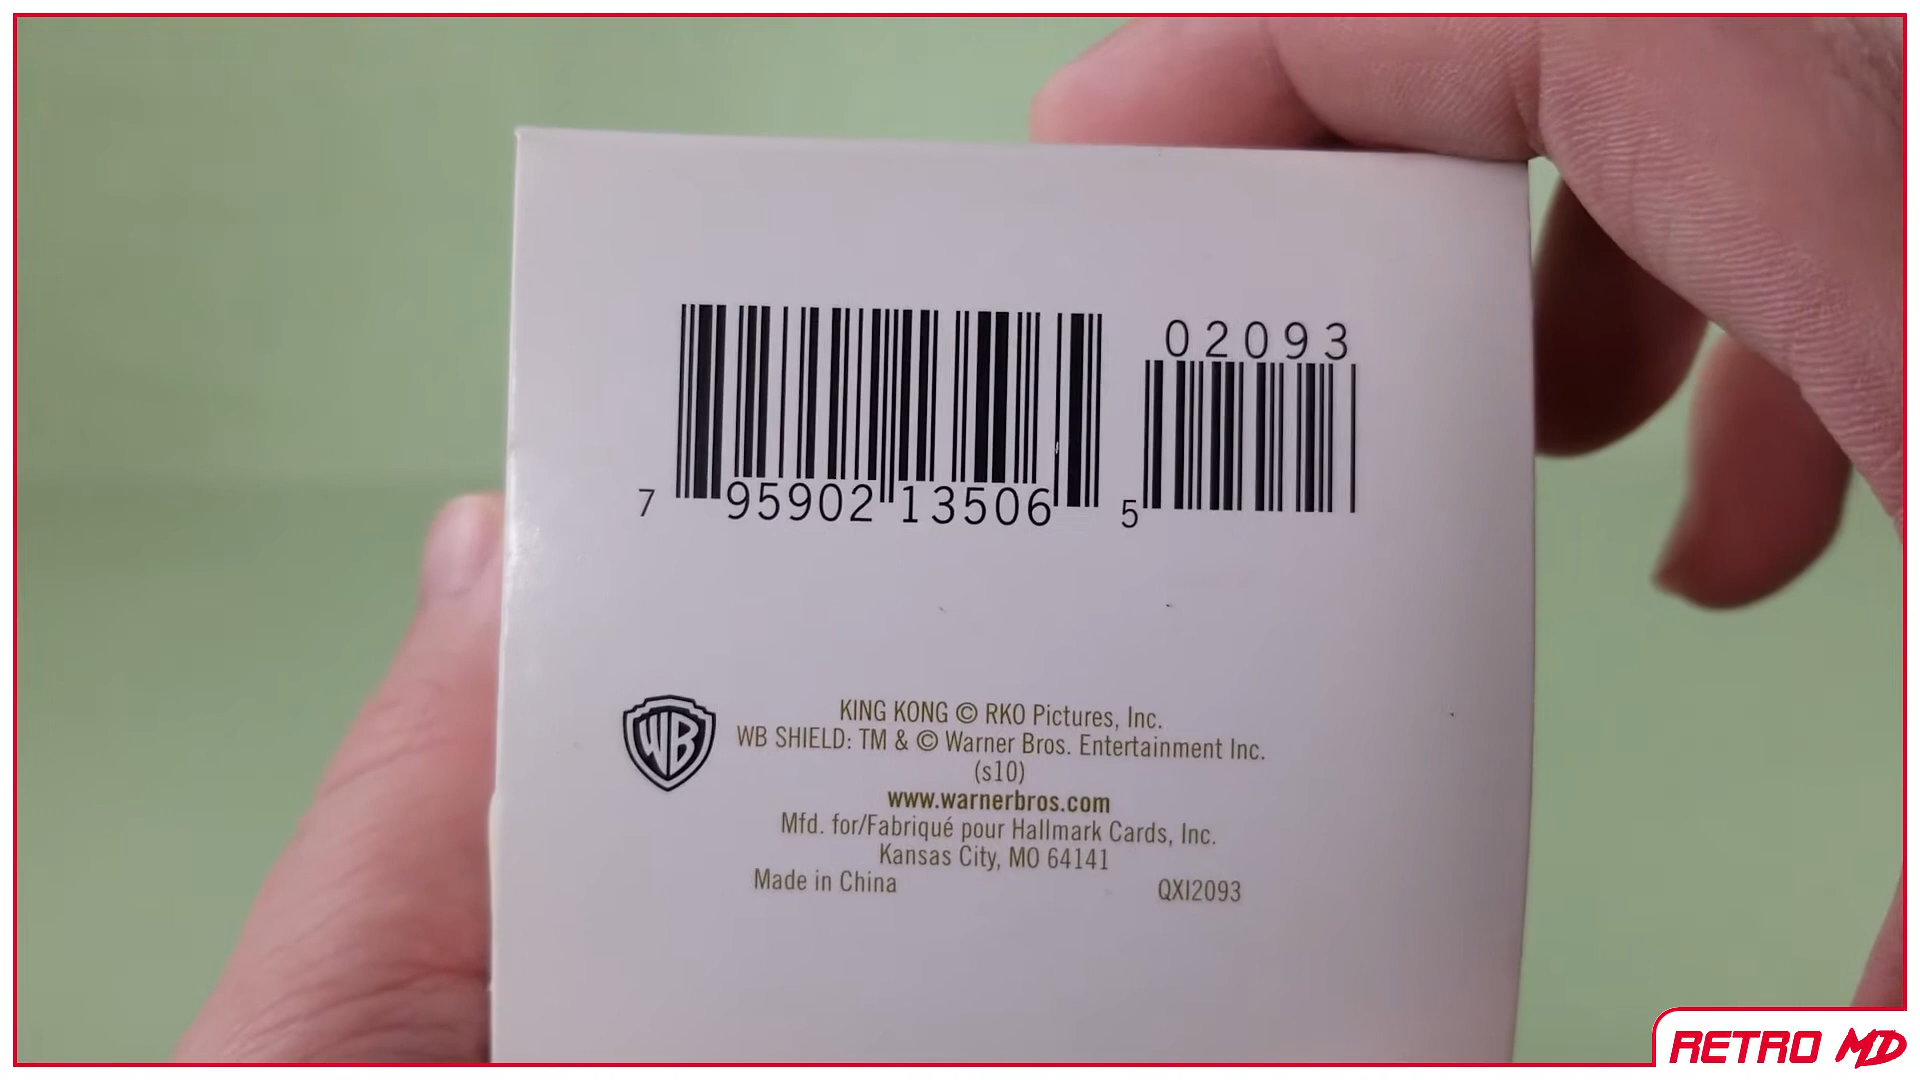 02093
7 95902 13506 5
WB
KING KONG © RKO Pictures, Inc.
WB SHIELD: TM & © Warner Bros. Entertainment Inc.
(s10)
www.warnerbros.com
Mfd. for/Fabriqué pour Hallmark Cards, Inc.
Kansas City, MO 64141
Made in China QXI2093
RETRO MD